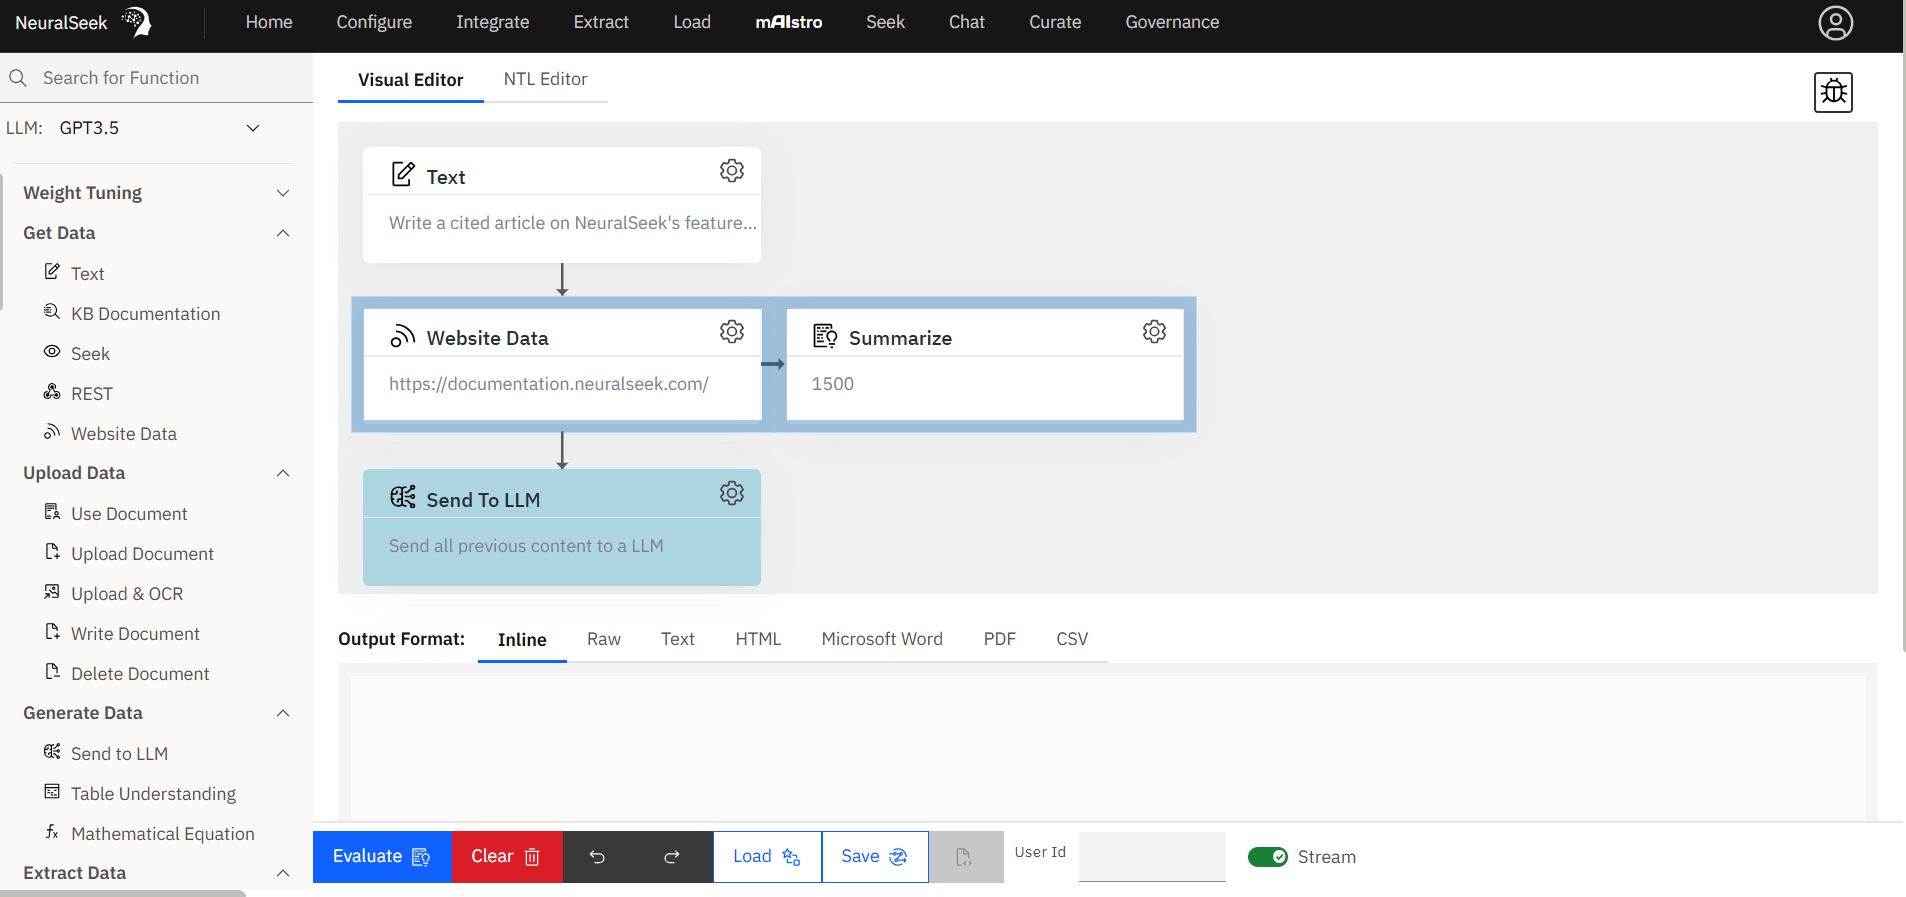 NeuralSeek
Home Configure Integrate Extract Load mAIstro Seek Chat Curate Governance
Search for Function
LLM: GPT3.5
Weight Tuning
Get Data
Text
KB Documentation
Seek
REST
Website Data
Upload Data
Use Document
Upload Document
Upload & OCR
Write Document
Delete Document
Generate Data
Send to LLM
Table Understanding
Mathematical Equation
Extract Data
Visual Editor NTL Editor
Text
Write a cited article on NeuralSeek's feature...
Website Data
https://documentation.neuralseek.com/
Summarize
1500
Send To LLM
Send all previous content to a LLM
Output Format: Inline Raw Text HTML Microsoft Word PDF CSV
Evaluate Clear Load Save User Id Stream